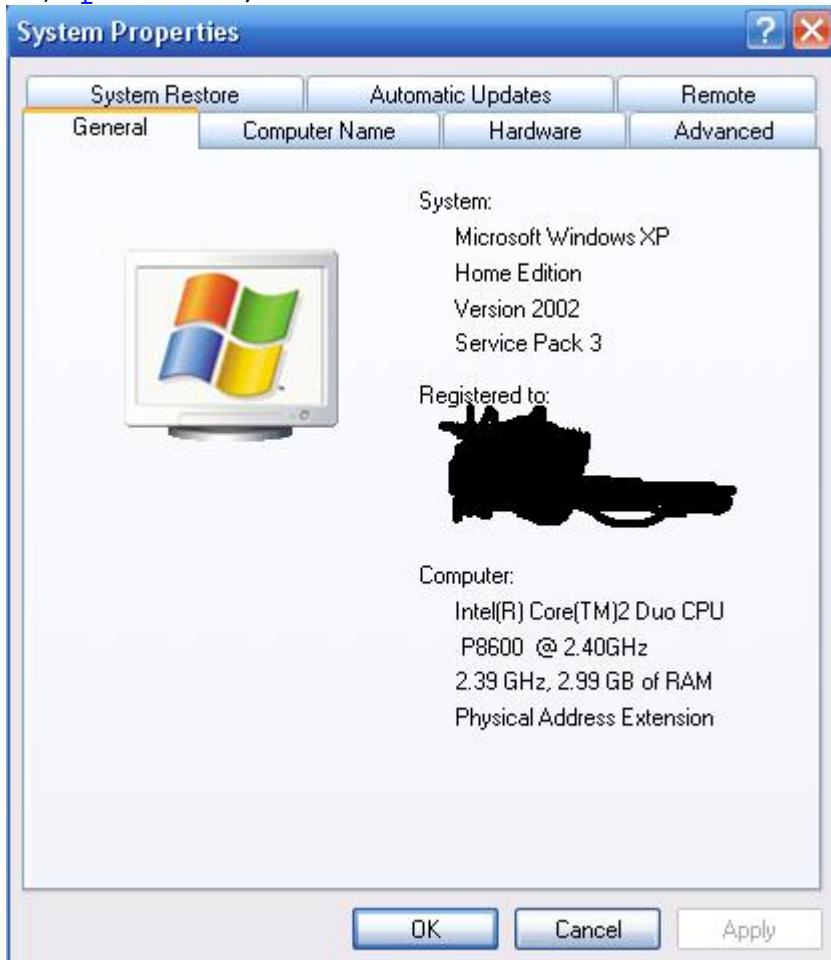 System Properties
System Restore
Automatic Updates
Remote
General
Computer Name
Hardware
Advanced
System:
Microsoft Windows XP
Home Edition
Version 2002
Service Pack 3
Registered to:
Computer:
Intel(R) Core(TM)2 Duo CPU
P8600 @ 2.40GHz
2.39 GHz, 2.99 GB of RAM
Physical Address Extension
OK
Cancel
Apply